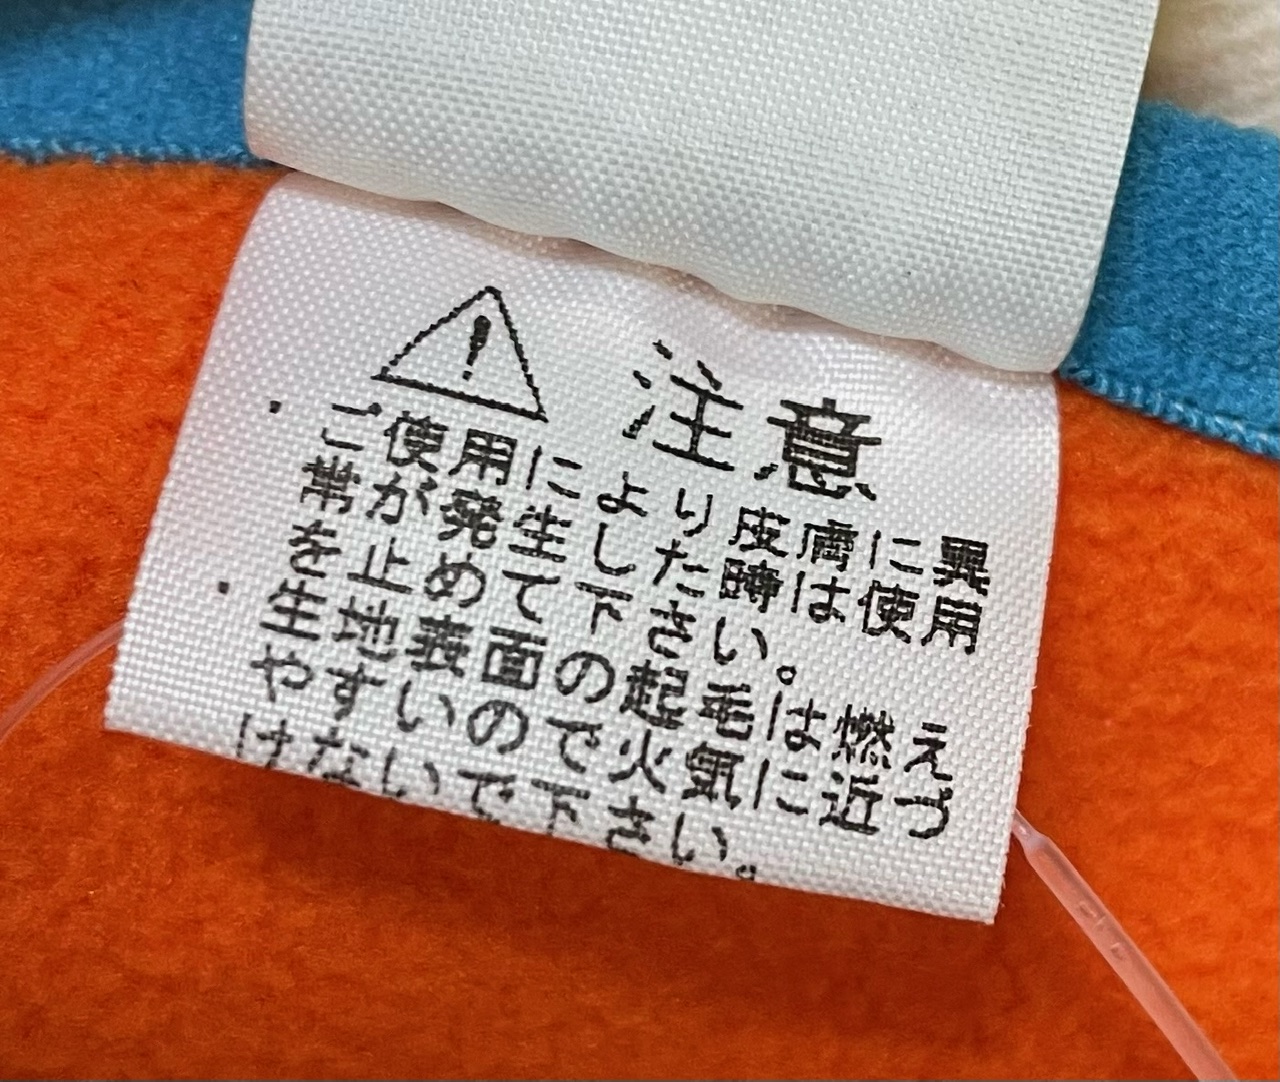 注意
・ご使用により皮膚に異
常が発生した時は使用
を止めて下さい。
・生地表面の起毛は燃え
やすいので火気に近づ
けないで下さい。